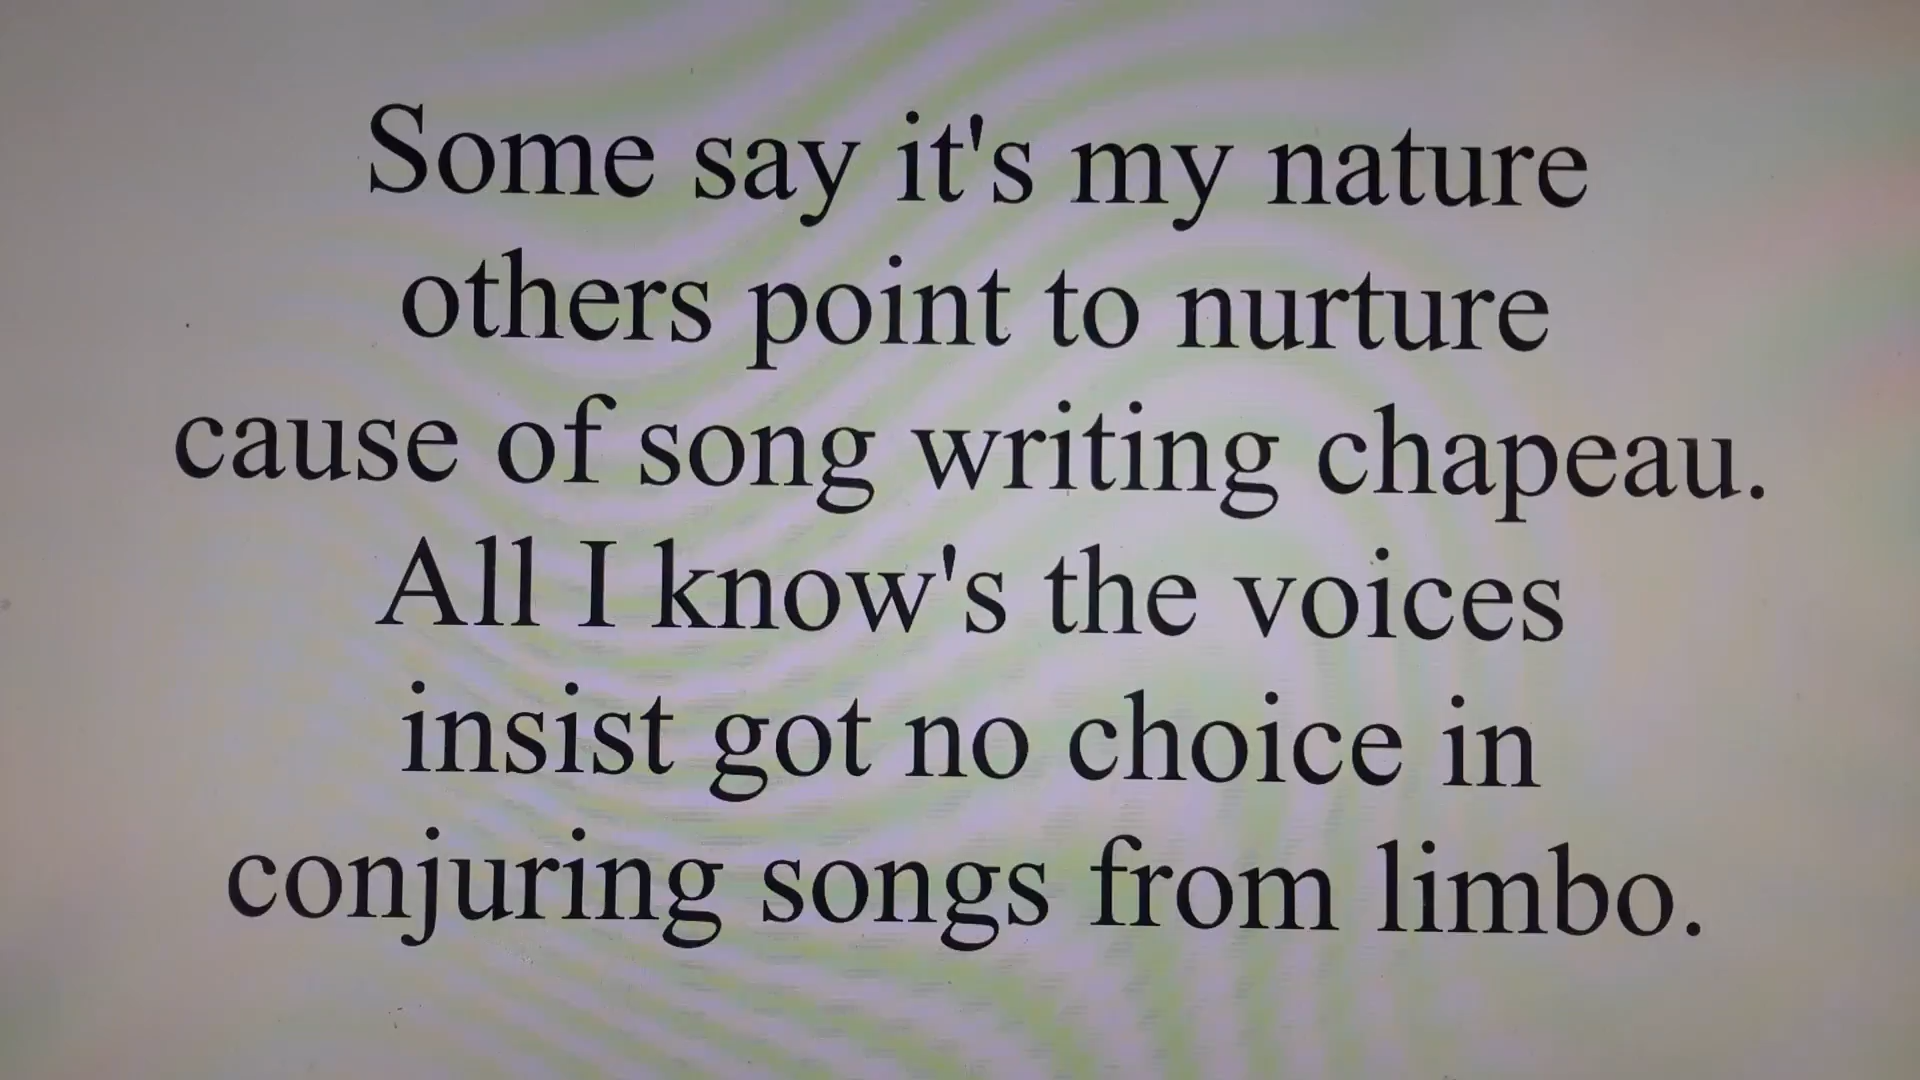 Some say it's my nature
others point to nurture
cause of song writing chapeau.
All I know's the voices
insist got no choice in
conjuring songs from limbo.